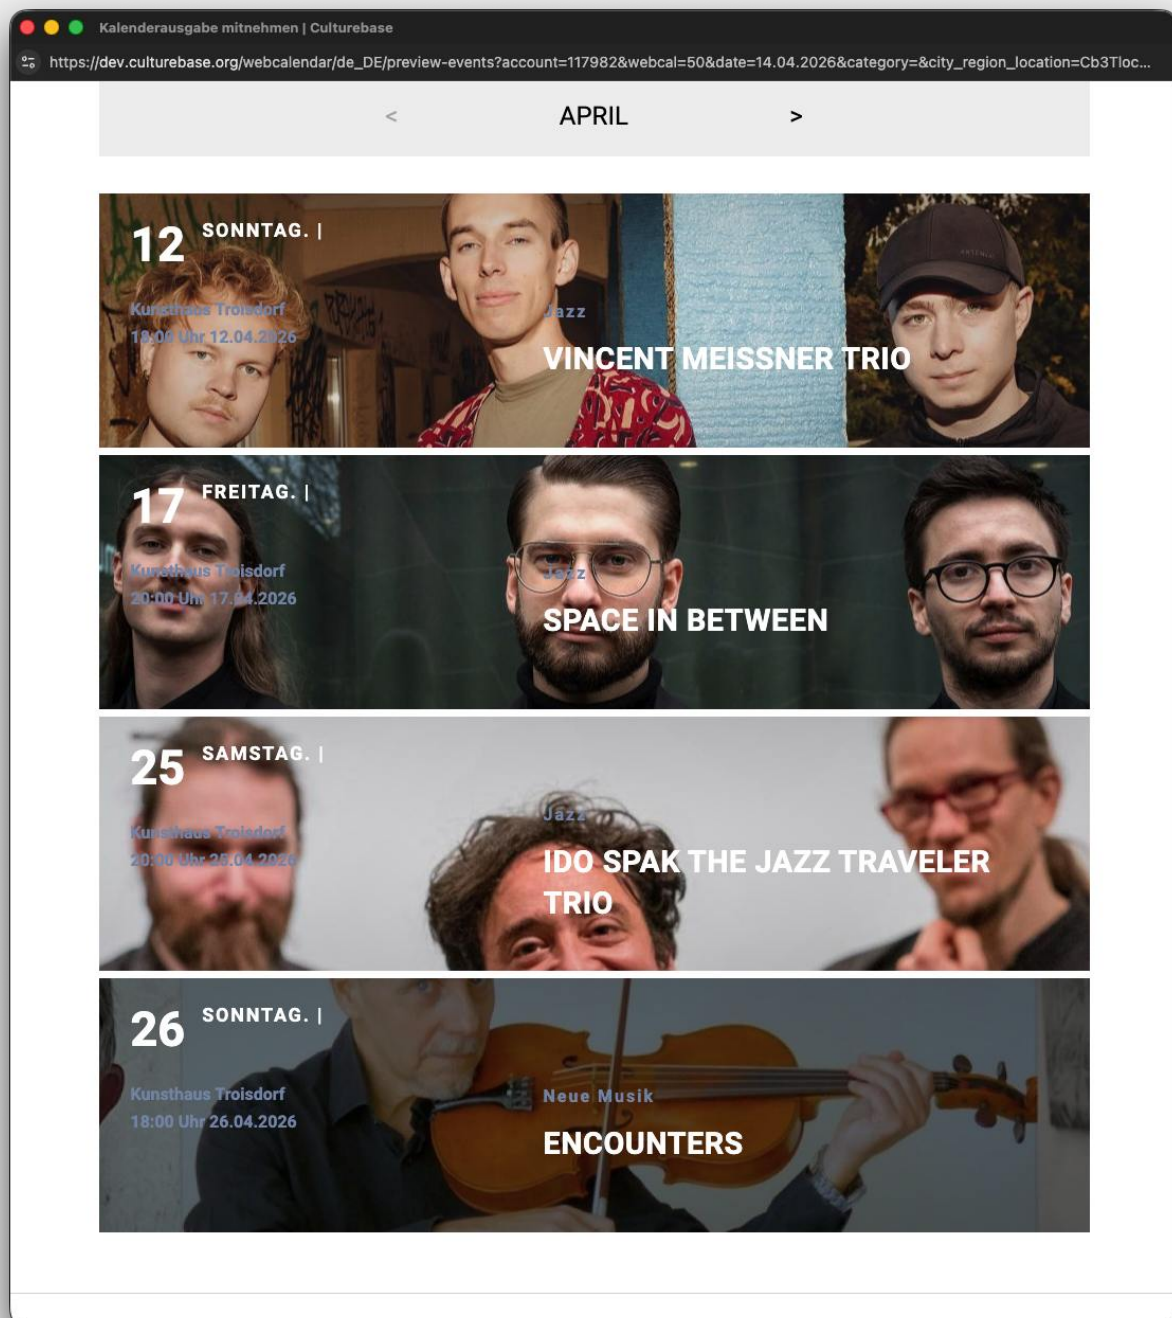 Kalenderausgabe mitnehmen | Culturebase
https://dev.culturebase.org/webcalendar/de_DE/preview-events?account=117982&webcal=50&date=14.04.2026&category=&city_region_location=Cb3Tloc...
< APRIL >
12 SONNTAG. |
Kunsthaus Troisdorf
18:00 Uhr 12.04.2026
Jazz
VINCENT MEISSNER TRIO
17 FREITAG. |
Kunsthaus Troisdorf
20:00 Uhr 17.04.2026
Jazz
SPACE IN BETWEEN
25 SAMSTAG. |
Kunsthaus Troisdorf
20:00 Uhr 25.04.2026
Jazz
IDO SPAK THE JAZZ TRAVELER
TRIO
26 SONNTAG. |
Kunsthaus Troisdorf
18:00 Uhr 26.04.2026
Neue Musik
ENCOUNTERS